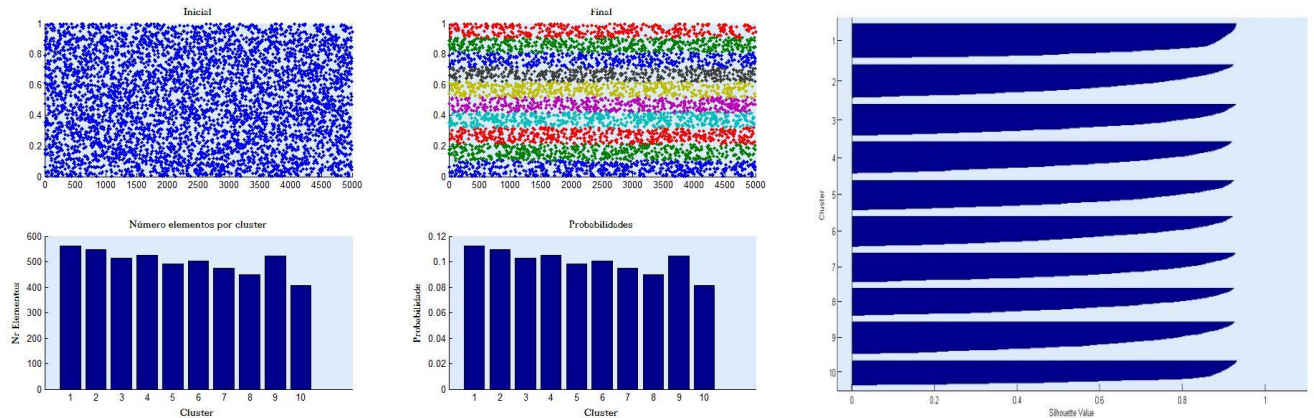 Inicial
1
0.8
0.6
0.4
0.2
0
0 500 1000 1500 2000 2500 3000 3500 4000 4500 5000
Final
1
0.8
0.6
0.4
0.2
0
0 500 1000 1500 2000 2500 3000 3500 4000 4500 5000
Número elementos por cluster
Nr Elementos
600
500
400
300
200
100
0
1 2 3 4 5 6 7 8 9 10
Cluster
Probabilidades
Probabilidade
0.12
0.1
0.08
0.06
0.04
0.02
0
1 2 3 4 5 6 7 8 9 10
Cluster
Cluster
1
2
3
4
5
6
7
8
9
10
0 0.2 0.4 0.6 0.8 1
Silhouette Value